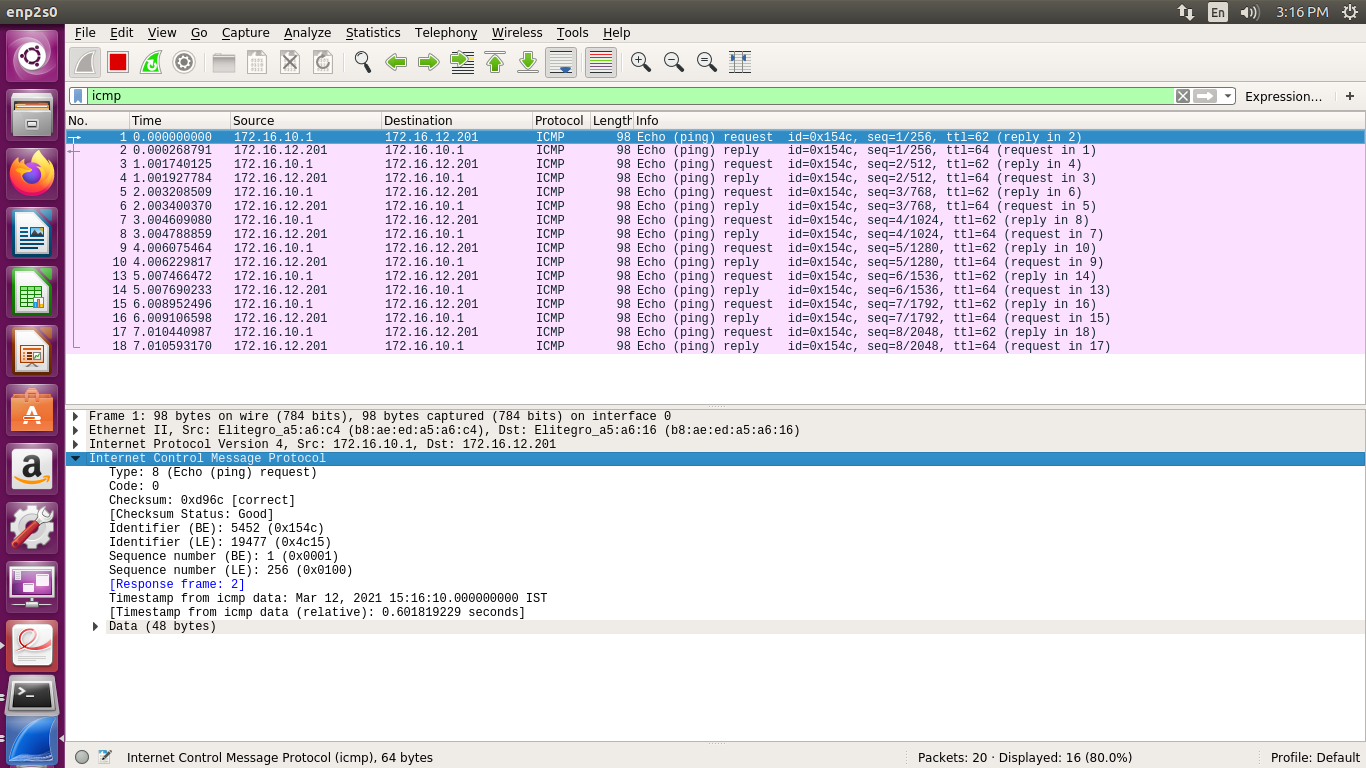 enp2s0
En
3:16 PM
File Edit View Go Capture Analyze Statistics Telephony Wireless Tools Help
icmp
Expression...
+
No. Time Source Destination Protocol Length Info
1 0.000000000 172.16.10.1 172.16.12.201 ICMP 98 Echo (ping) request id=0x154c, seq=1/256, ttl=62 (reply in 2)
2 0.000268791 172.16.12.201 172.16.10.1 ICMP 98 Echo (ping) reply id=0x154c, seq=1/256, ttl=64 (request in 1)
3 1.001740125 172.16.10.1 172.16.12.201 ICMP 98 Echo (ping) request id=0x154c, seq=2/512, ttl=62 (reply in 4)
4 1.001927784 172.16.12.201 172.16.10.1 ICMP 98 Echo (ping) reply id=0x154c, seq=2/512, ttl=64 (request in 3)
5 2.003208509 172.16.10.1 172.16.12.201 ICMP 98 Echo (ping) request id=0x154c, seq=3/768, ttl=62 (reply in 6)
6 2.003400370 172.16.12.201 172.16.10.1 ICMP 98 Echo (ping) reply id=0x154c, seq=3/768, ttl=64 (request in 5)
7 3.004609080 172.16.10.1 172.16.12.201 ICMP 98 Echo (ping) request id=0x154c, seq=4/1024, ttl=62 (reply in 8)
8 3.004788859 172.16.12.201 172.16.10.1 ICMP 98 Echo (ping) reply id=0x154c, seq=4/1024, ttl=64 (request in 7)
9 4.006075464 172.16.10.1 172.16.12.201 ICMP 98 Echo (ping) request id=0x154c, seq=5/1280, ttl=62 (reply in 10)
10 4.006229817 172.16.12.201 172.16.10.1 ICMP 98 Echo (ping) reply id=0x154c, seq=5/1280, ttl=64 (request in 9)
13 5.007466472 172.16.10.1 172.16.12.201 ICMP 98 Echo (ping) request id=0x154c, seq=6/1536, ttl=62 (reply in 14)
14 5.007690233 172.16.12.201 172.16.10.1 ICMP 98 Echo (ping) reply id=0x154c, seq=6/1536, ttl=64 (request in 13)
15 6.008952496 172.16.10.1 172.16.12.201 ICMP 98 Echo (ping) request id=0x154c, seq=7/1792, ttl=62 (reply in 16)
16 6.009106598 172.16.12.201 172.16.10.1 ICMP 98 Echo (ping) reply id=0x154c, seq=7/1792, ttl=64 (request in 15)
17 7.010440987 172.16.10.1 172.16.12.201 ICMP 98 Echo (ping) request id=0x154c, seq=8/2048, ttl=62 (reply in 18)
18 7.010593170 172.16.12.201 172.16.10.1 ICMP 98 Echo (ping) reply id=0x154c, seq=8/2048, ttl=64 (request in 17)
Frame 1: 98 bytes on wire (784 bits), 98 bytes captured (784 bits) on interface 0
Ethernet II, Src: Elitegro_a5:a6:c4 (b8:ae:ed:a5:a6:c4), Dst: Elitegro_a5:a6:16 (b8:ae:ed:a5:a6:16)
Internet Protocol Version 4, Src: 172.16.10.1, Dst: 172.16.12.201
Internet Control Message Protocol
Type: 8 (Echo (ping) request)
Code: 0
Checksum: 0xd96c [correct]
[Checksum Status: Good]
Identifier (BE): 5452 (0x154c)
Identifier (LE): 19477 (0x4c15)
Sequence number (BE): 1 (0x0001)
Sequence number (LE): 256 (0x0100)
[Response frame: 2]
Timestamp from icmp data: Mar 12, 2021 15:16:10.000000000 IST
[Timestamp from icmp data (relative): 0.601819229 seconds]
Data (48 bytes)
Internet Control Message Protocol (icmp), 64 bytes
Packets: 20 · Displayed: 16 (80.0%)
Profile: Default